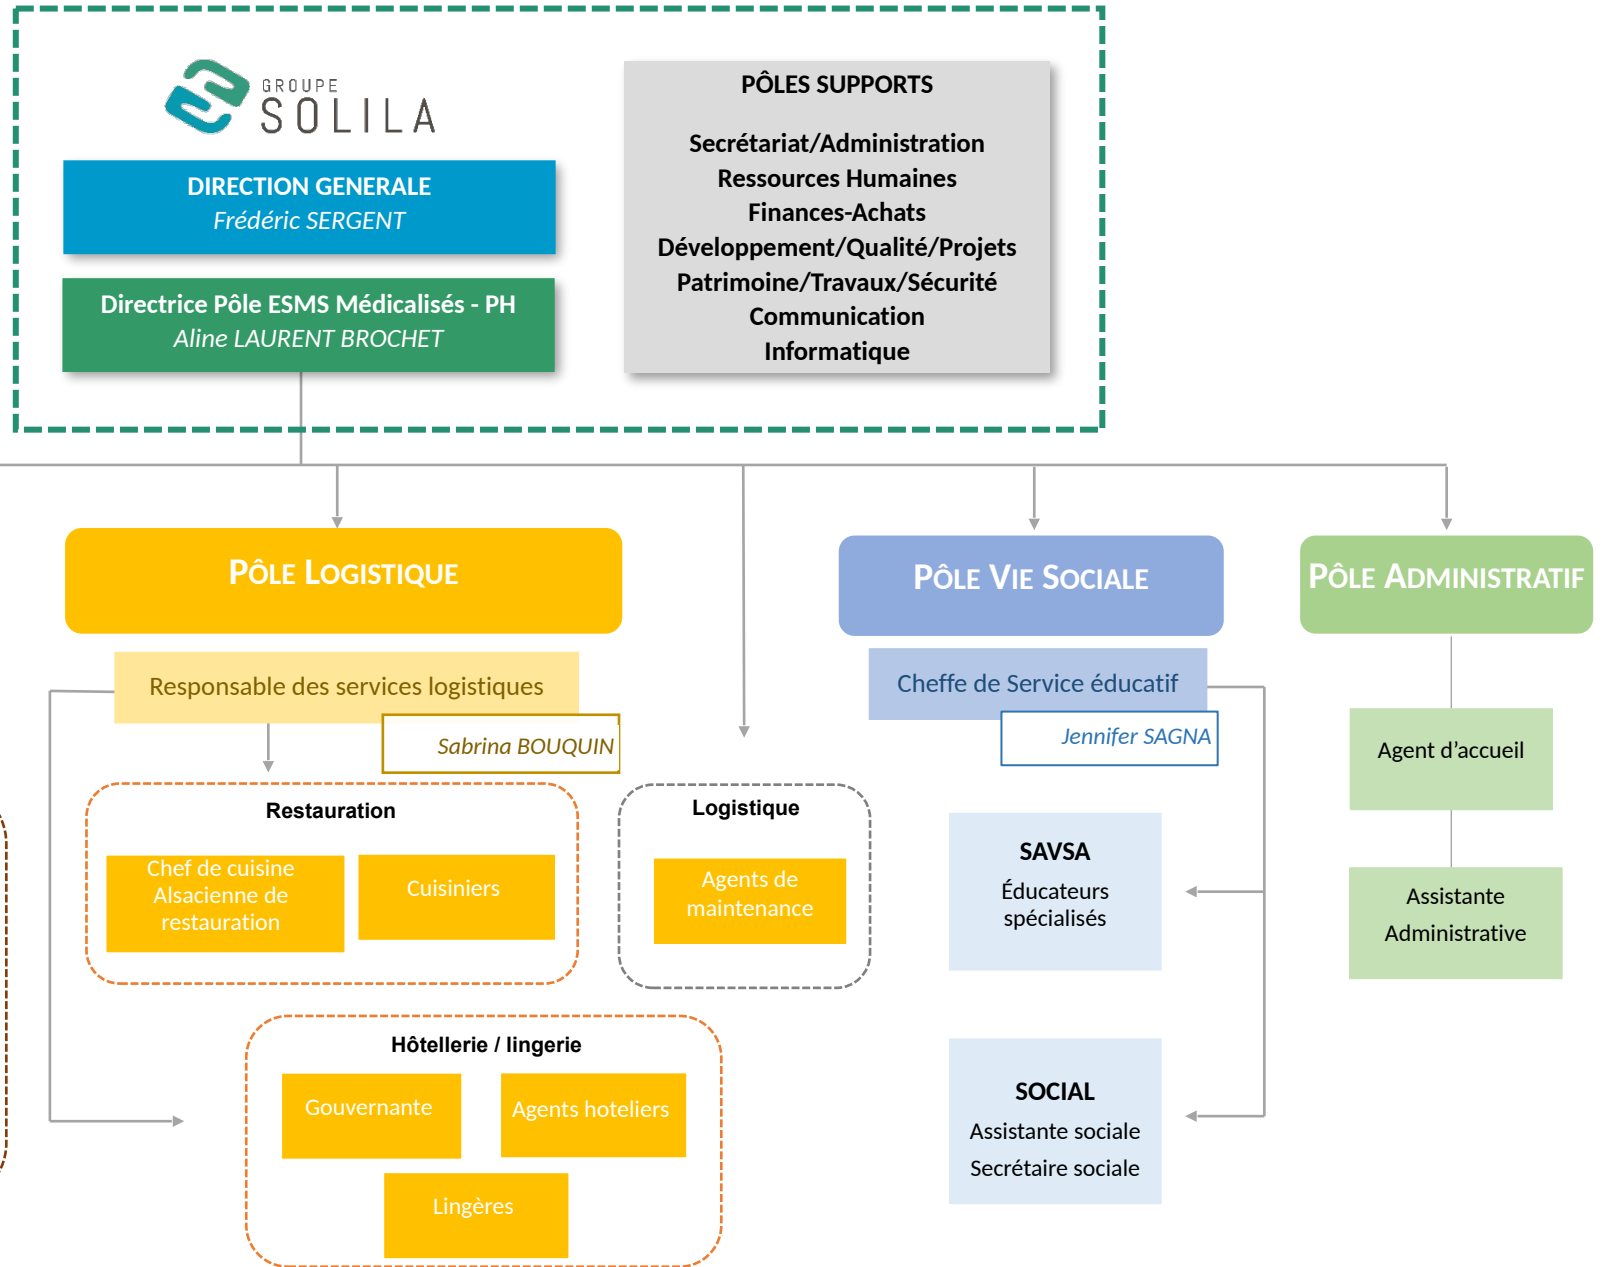 GROUPE
SOLILA
DIRECTION GENERALE
Frédéric SERGENT
Directrice Pôle ESMS Médicalisés - PH
Aline LAURENT BROCHET
PÔLES SUPPORTS
Secrétariat/Administration
Ressources Humaines
Finances-Achats
Développement/Qualité/Projets
Patrimoine/Travaux/Sécurité
Communication
Informatique
PÔLE LOGISTIQUE
Responsable des services logistiques
Sabrina BOUQUIN
Restauration
Chef de cuisine
Alsacienne de
restauration
Cuisiniers
Hôtellerie / lingerie
Gouvernante
Agents hoteliers
Lingères
Logistique
Agents de
maintenance
PÔLE VIE SOCIALE
Cheffe de Service éducatif
Jennifer SAGNA
SAVSA
Éducateurs
spécialisés
SOCIAL
Assistante sociale
Secrétaire sociale
PÔLE ADMINISTRATIF
Agent d’accueil
Assistante
Administrative